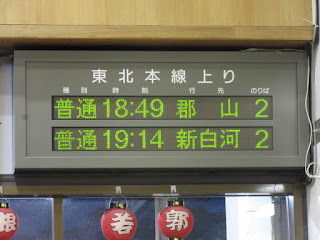 東北本線上り
種別 時刻 行先 のりば
普通 18:49 郡山 2
普通 19:14 新白河 2
若 郭